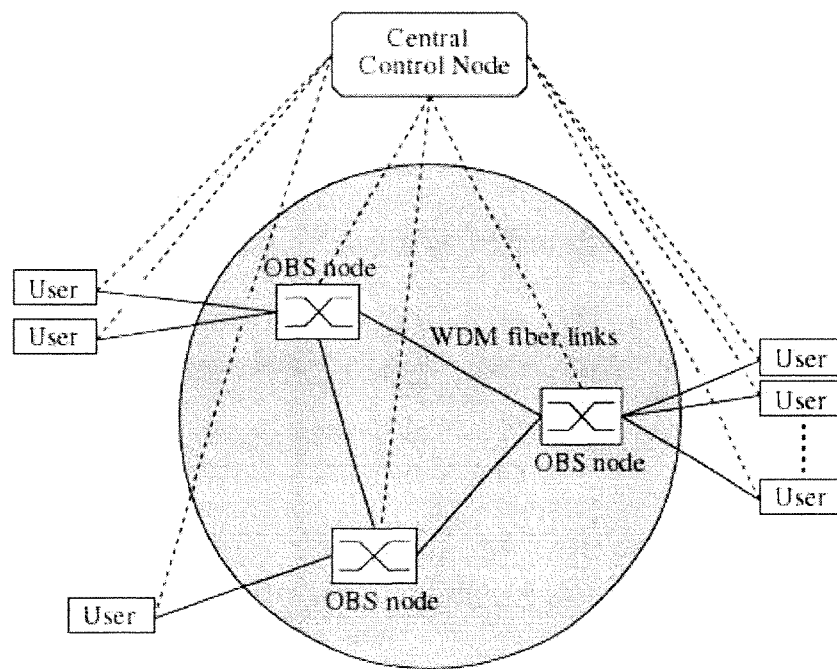 Central
Control Node
OBS node
User
User
WDM fiber links
User
User
OBS node
User
OBS node
User